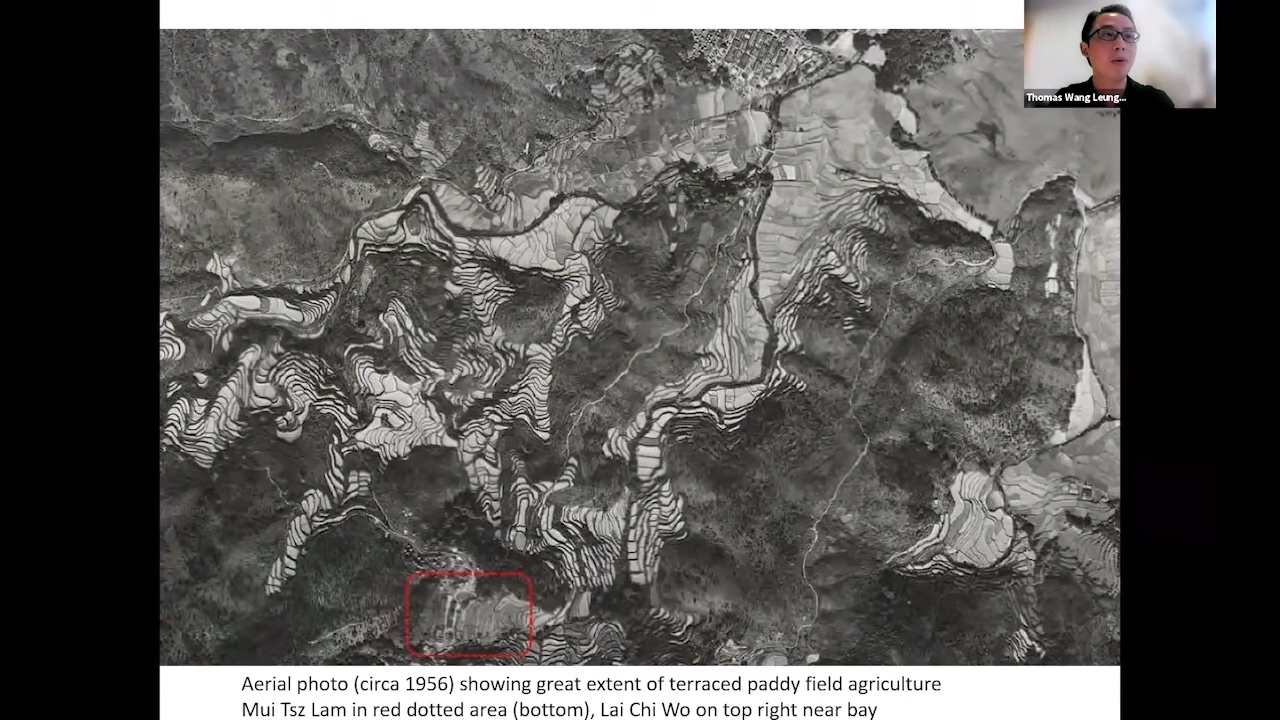 Thomas Wang Leung...
Aerial photo (circa 1956) showing great extent of terraced paddy field agriculture
Mui Tsz Lam in red dotted area (bottom), Lai Chi Wo on top right near bay